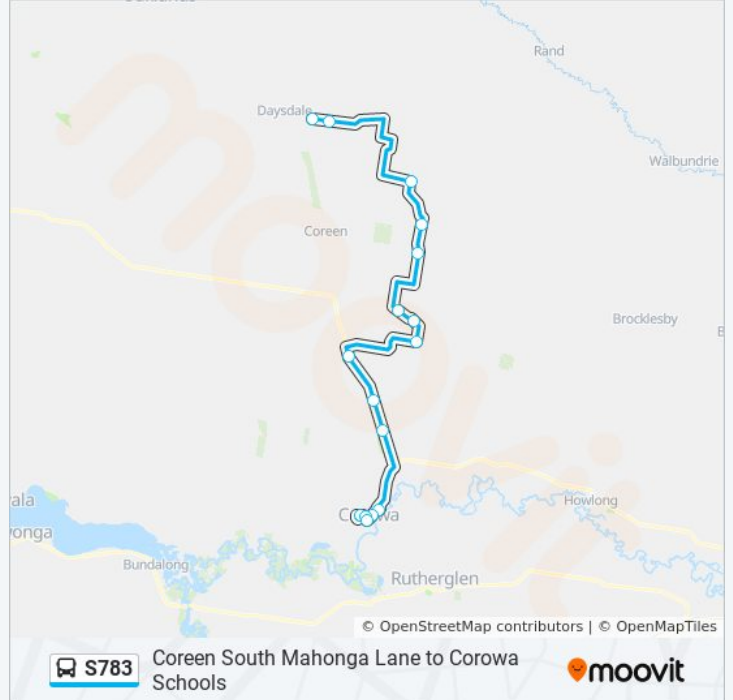 Rand
Daysdale
Walbundrie
Coreen
Brocklesby
Howlong
Corowa
Bundalong
Rutherglen
© OpenStreetMap contributors | © OpenMapTiles
S783
Coreen South Mahonga Lane to Corowa
Schools
moovit